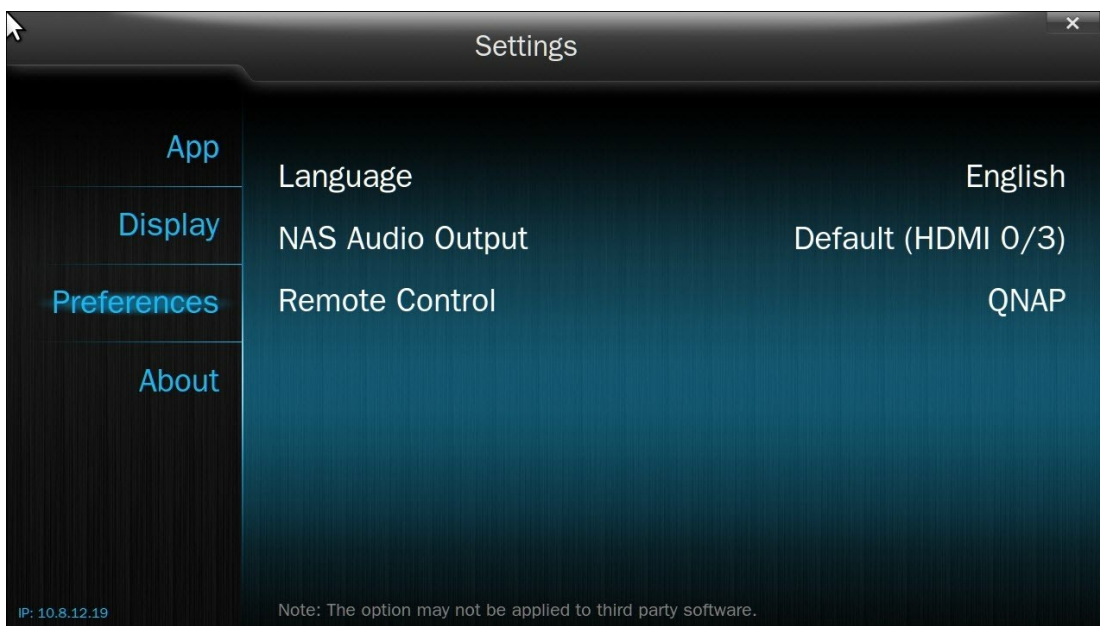 Settings
App
Display
Preferences
About
Language English
NAS Audio Output Default (HDMI 0/3)
Remote Control QNAP
IP: 10.8.12.19
Note: The option may not be applied to third party software.